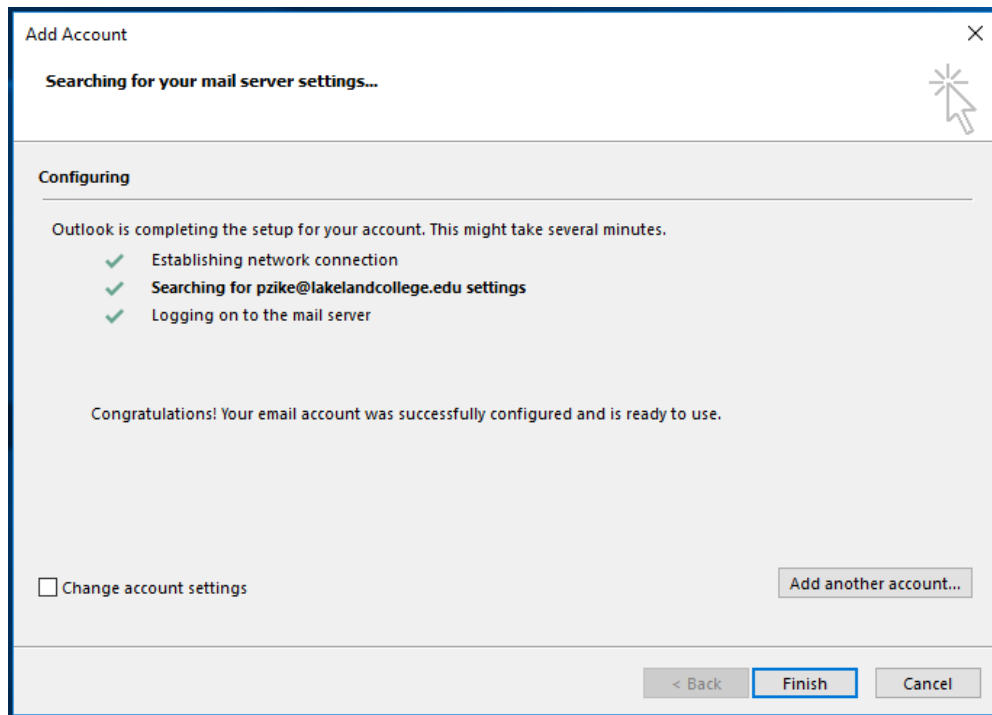 Add Account
Searching for your mail server settings...
Configuring
Outlook is completing the setup for your account. This might take several minutes.
Establishing network connection
Searching for pzike@lakelandcollege.edu settings
Logging on to the mail server
Congratulations! Your email account was successfully configured and is ready to use.
Change account settings
Add another account...
< Back
Finish
Cancel